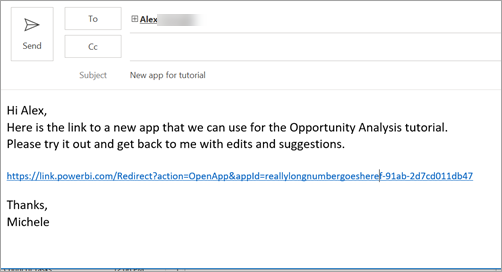 To
Alex
Send
Cc
Subject New app for tutorial
Hi Alex,
Here is the link to a new app that we can use for the Opportunity Analysis tutorial.
Please try it out and get back to me with edits and suggestions.
https://link.powerbi.com/Redirect?action=OpenApp&appId=reallylongnumbergoesheref-91ab-2d7cd011db47
Thanks,
Michele